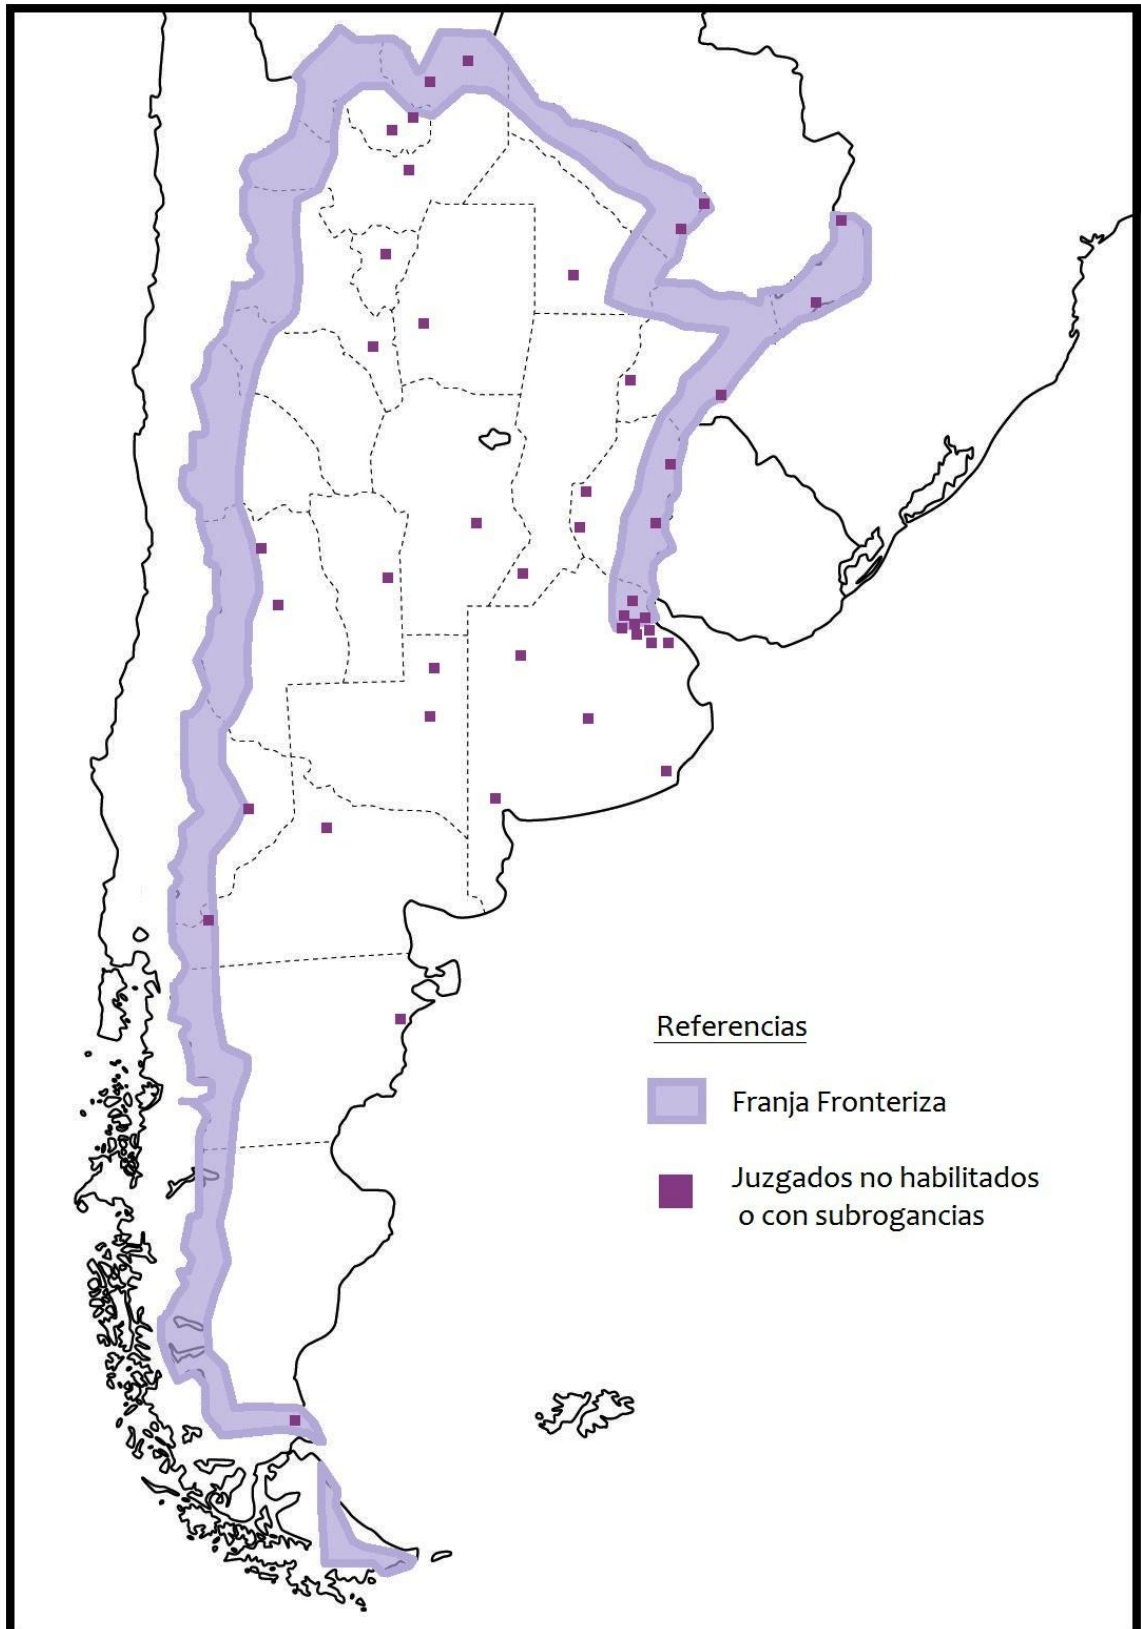 Referencias
Franja Fronteriza
Juzgados no habilitados
o con subrogancias